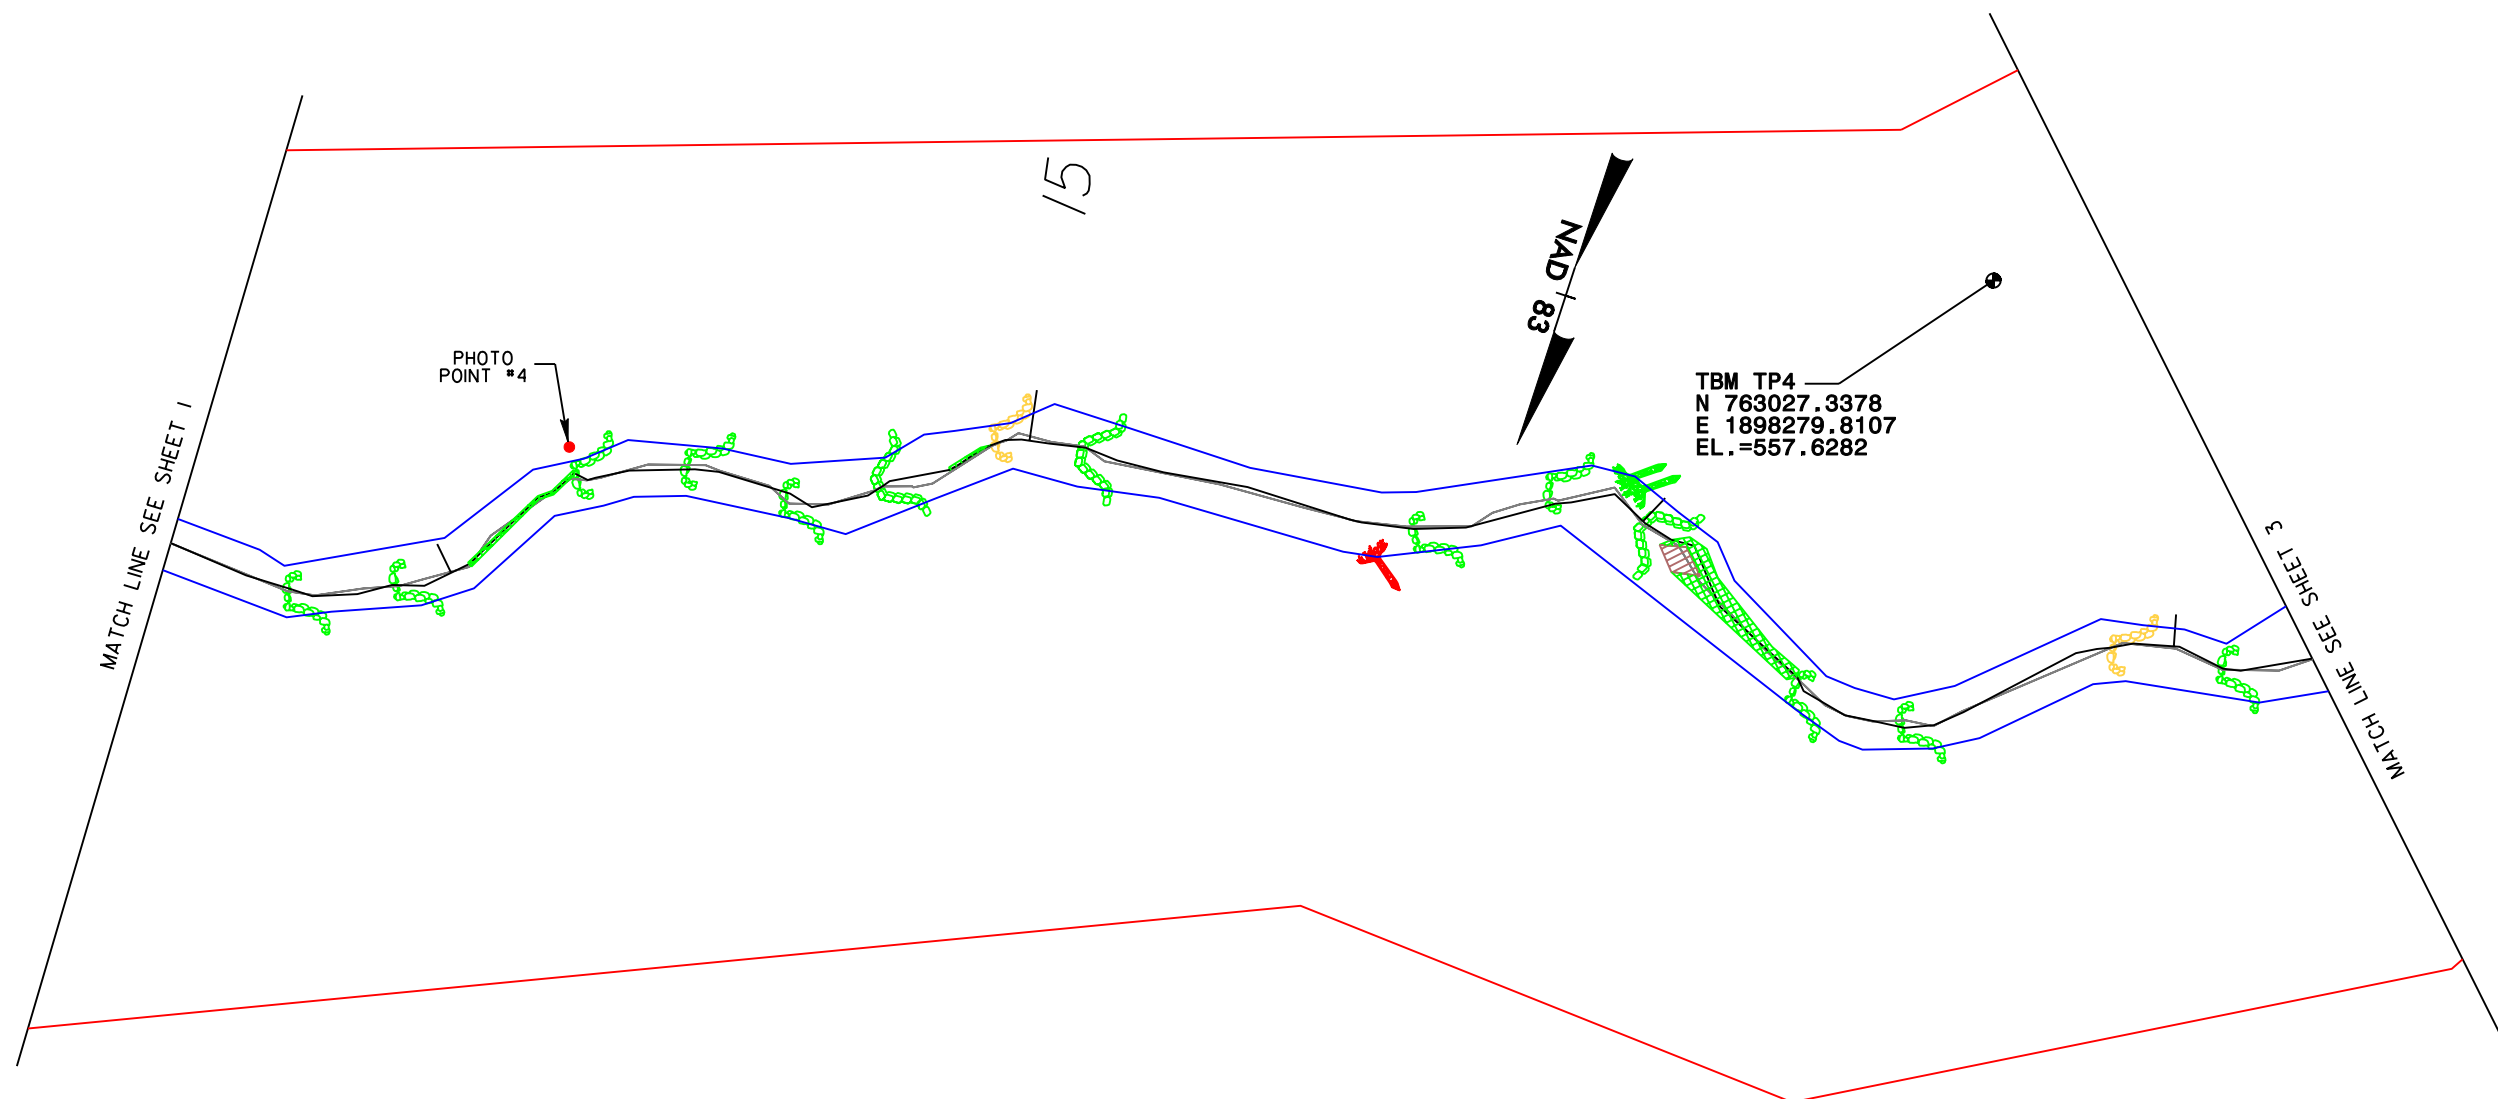 MATCH LINE SEE SHEET 1
PHOTO
POINT #4
15
NAD 83
TBM TP4
N 763027.3378
E 1898279.8107
EL.=557.6282
MATCH LINE SEE SHEET 3